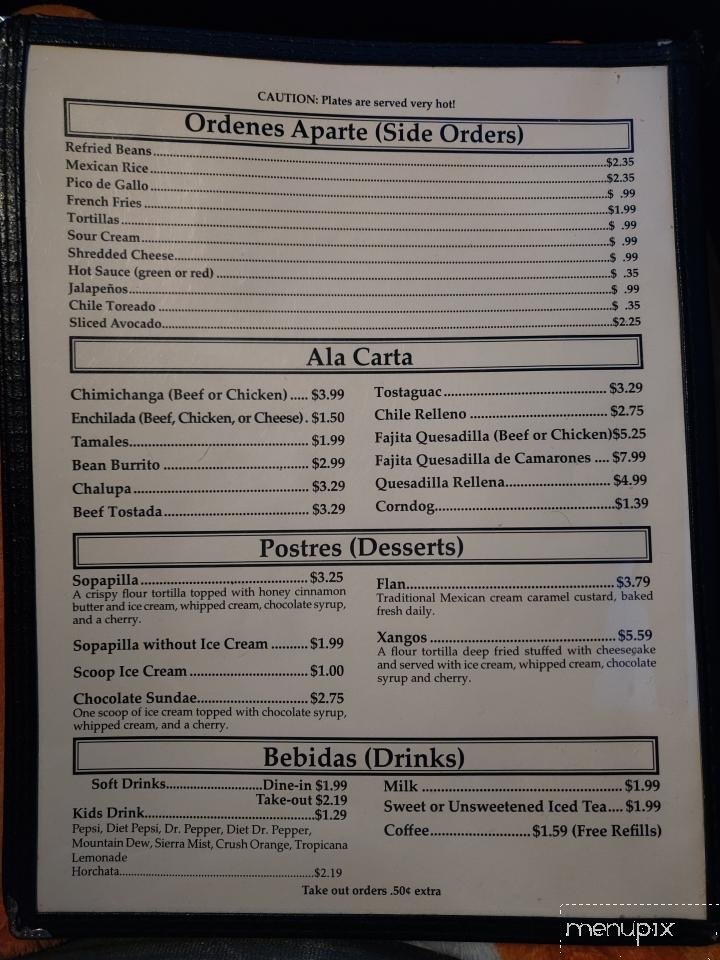 CAUTION: Plates are served very hot!
Ordenes Aparte (Side Orders)
Refried Beans $2.35
Mexican Rice $2.35
Pico de Gallo $ .99
French Fries $1.99
Tortillas $ .99
Sour Cream $ .99
Shredded Cheese $ .99
Hot Sauce (green or red) $ .35
Jalapeños $ .99
Chile Toreado $ .35
Sliced Avocado $2.25
Ala Carta
Chimichanga (Beef or Chicken) ..... $3.99
Enchilada (Beef, Chicken, or Cheese) . $1.50
Tamales $1.99
Bean Burrito $2.99
Chalupa $3.29
Beef Tostada $3.29
Tostaguac $3.29
Chile Relleno $2.75
Fajita Quesadilla (Beef or Chicken)$5.25
Fajita Quesadilla de Camarones .... $7.99
Quesadilla Rellena $4.99
Corndog $1.39
Postres (Desserts)
Sopapilla $3.25
A crispy flour tortilla topped with honey cinnamon
butter and ice cream, whipped cream, chocolate syrup,
and a cherry.
Sopapilla without Ice Cream $1.99
Scoop Ice Cream $1.00
Chocolate Sundae $2.75
One scoop of ice cream topped with chocolate syrup,
whipped cream, and a cherry.
Flan $3.79
Traditional Mexican cream caramel custard, baked
fresh daily.
Xangos $5.59
A flour tortilla deep fried stuffed with cheesecake
and served with ice cream, whipped cream, chocolate
syrup and cherry.
Bebidas (Drinks)
Soft Drinks Dine-in $1.99
Take-out $2.19
Kids Drink $1.29
Pepsi, Diet Pepsi, Dr. Pepper, Diet Dr. Pepper,
Mountain Dew, Sierra Mist, Crush Orange, Tropicana
Lemonade
Horchata $2.19
Milk $1.99
Sweet or Unsweetened Iced Tea.... $1.99
Coffee $1.59 (Free Refills)
Take out orders .50¢ extra
menupix